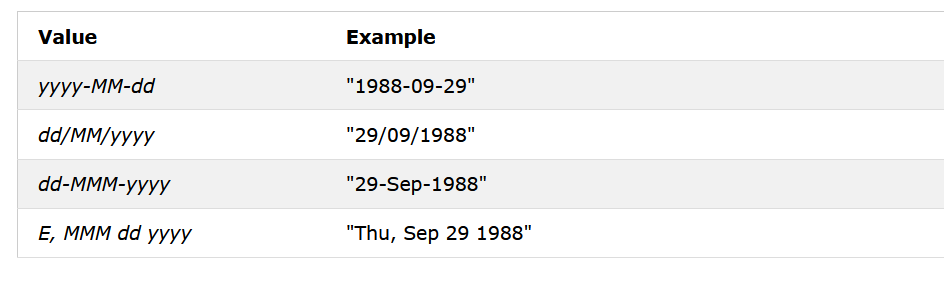 Value Example
yyyy-MM-dd "1988-09-29"
dd/MM/yyyy "29/09/1988"
dd-MMM-yyyy "29-Sep-1988"
E, MMM dd yyyy "Thu, Sep 29 1988"